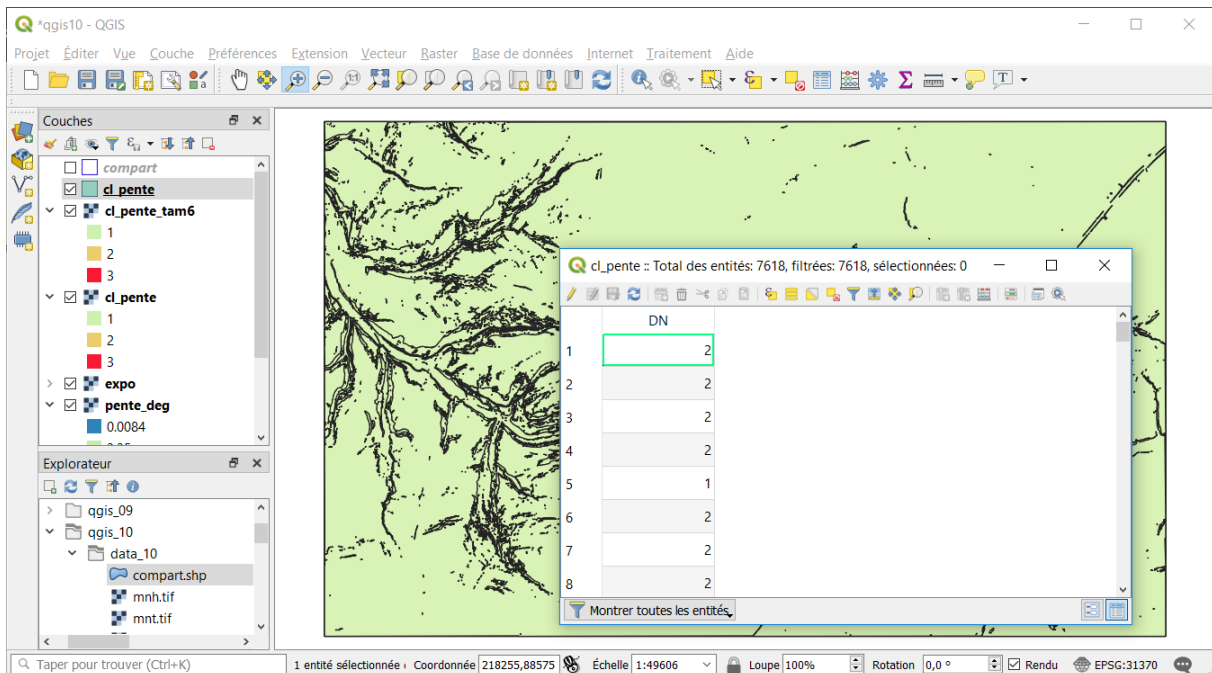 *qgis10 - QGIS
Projet Éditer Vue Couche Préférences Extension Vecteur Raster Base de données Internet Traitement Aide
Couches
compart
cl_pente
cl_pente_tam6
1
2
3
cl_pente
1
2
3
expo
pente_deg
0.0084
Explorateur
qgis_09
qgis_10
data_10
compart.shp
mnh.tif
mnt.tif
cl_pente :: Total des entités: 7618, filtrées: 7618, sélectionnées: 0
DN
1 2
2 2
3 2
4 2
5 1
6 2
7 2
8 2
Montrer toutes les entités
Taper pour trouver (Ctrl+K) 1 entité sélectionnée Coordonnée 218255,88575 Échelle 1:49606 Loupe 100% Rotation 0,0 ° Rendu EPSG:31370